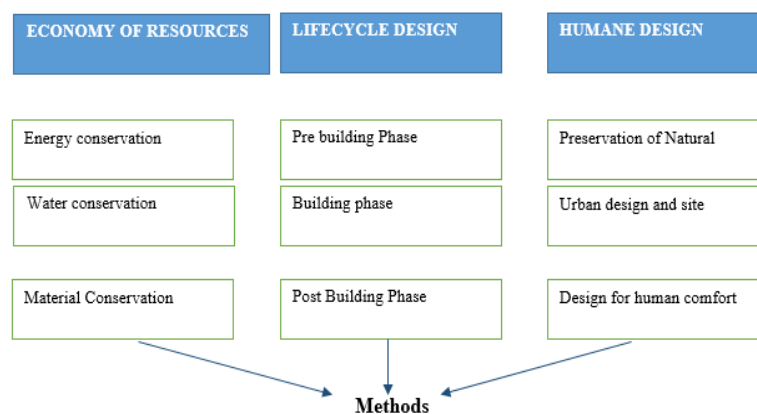 ECONOMY OF RESOURCES
LIFECYCLE DESIGN
HUMANE DESIGN
Energy conservation
Pre building Phase
Preservation of Natural
Water conservation
Building phase
Urban design and site
Material Conservation
Post Building Phase
Design for human comfort
Methods